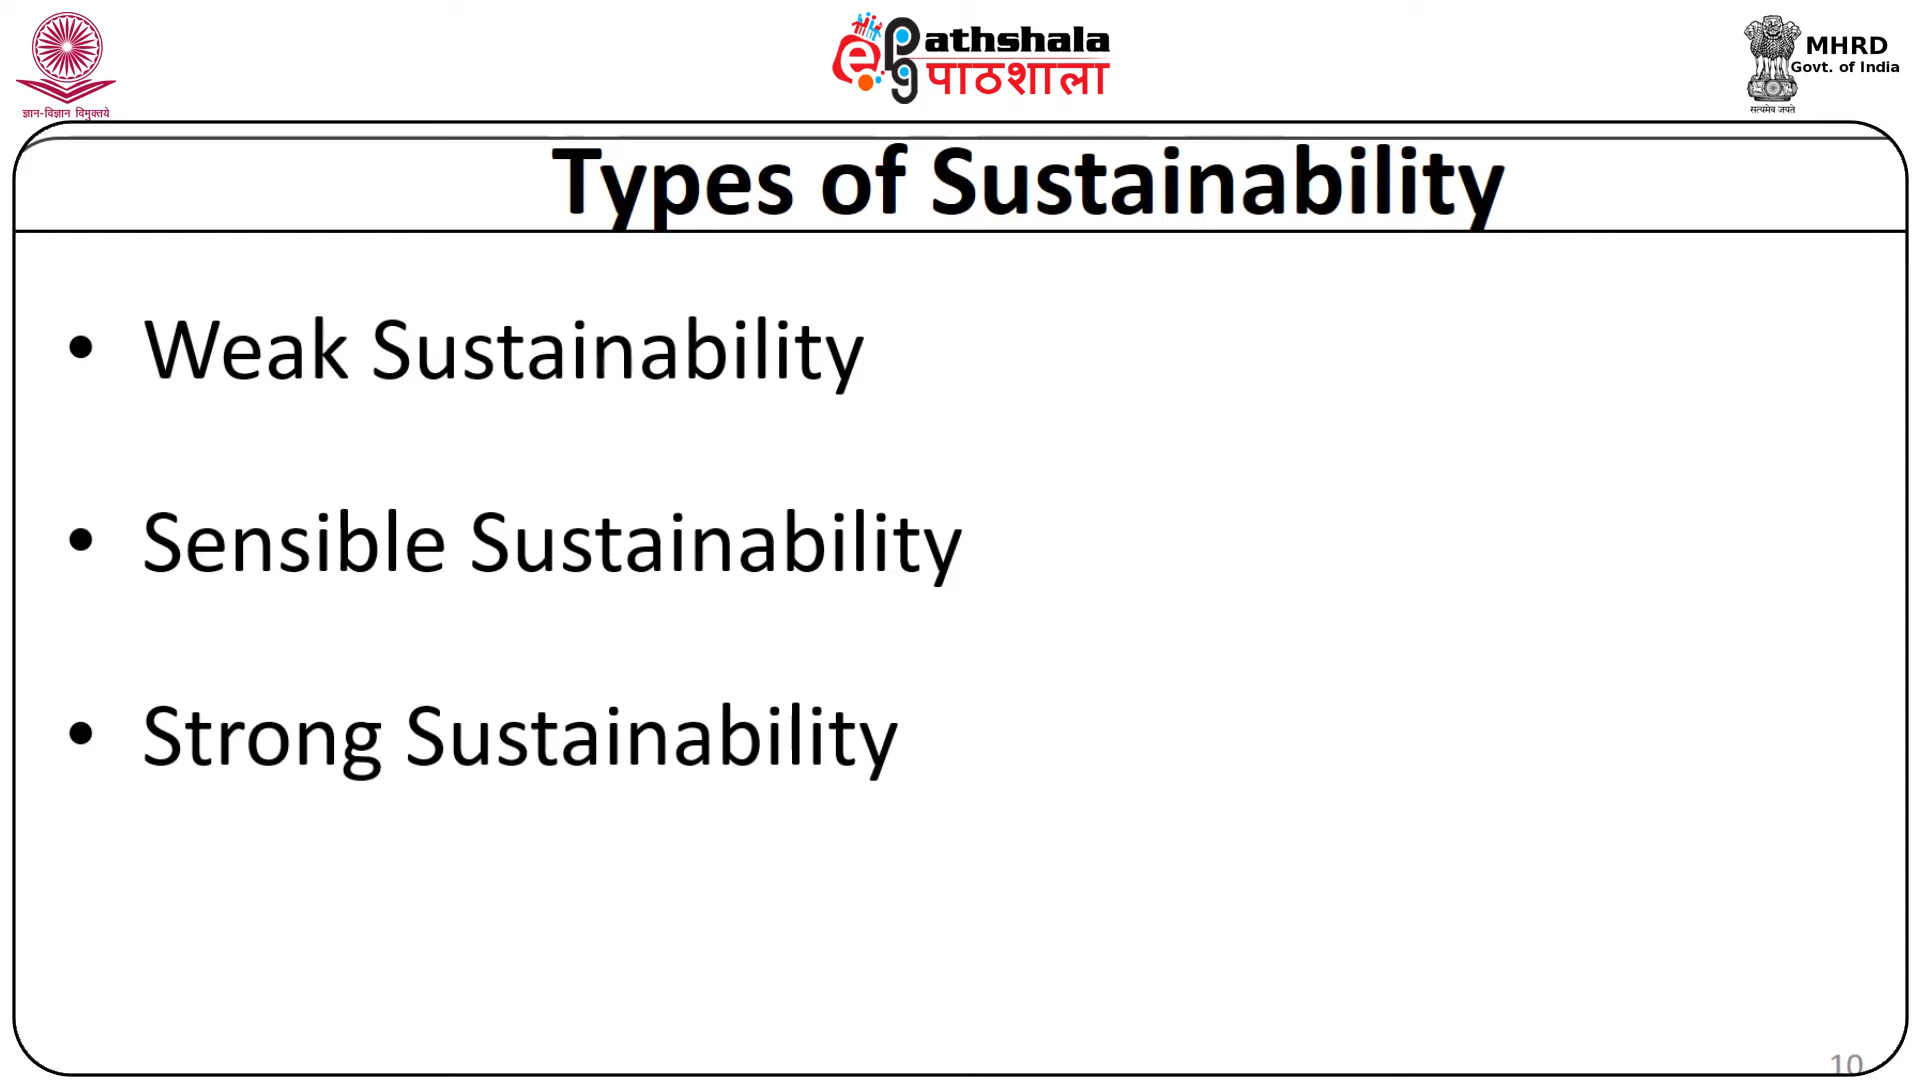 ज्ञान-विज्ञान विमुक्तये
e PG Pathshala
पाठशाला
MHRD
Govt. of India
सत्यमेव जयते
Types of Sustainability
• Weak Sustainability
• Sensible Sustainability
• Strong Sustainability
10